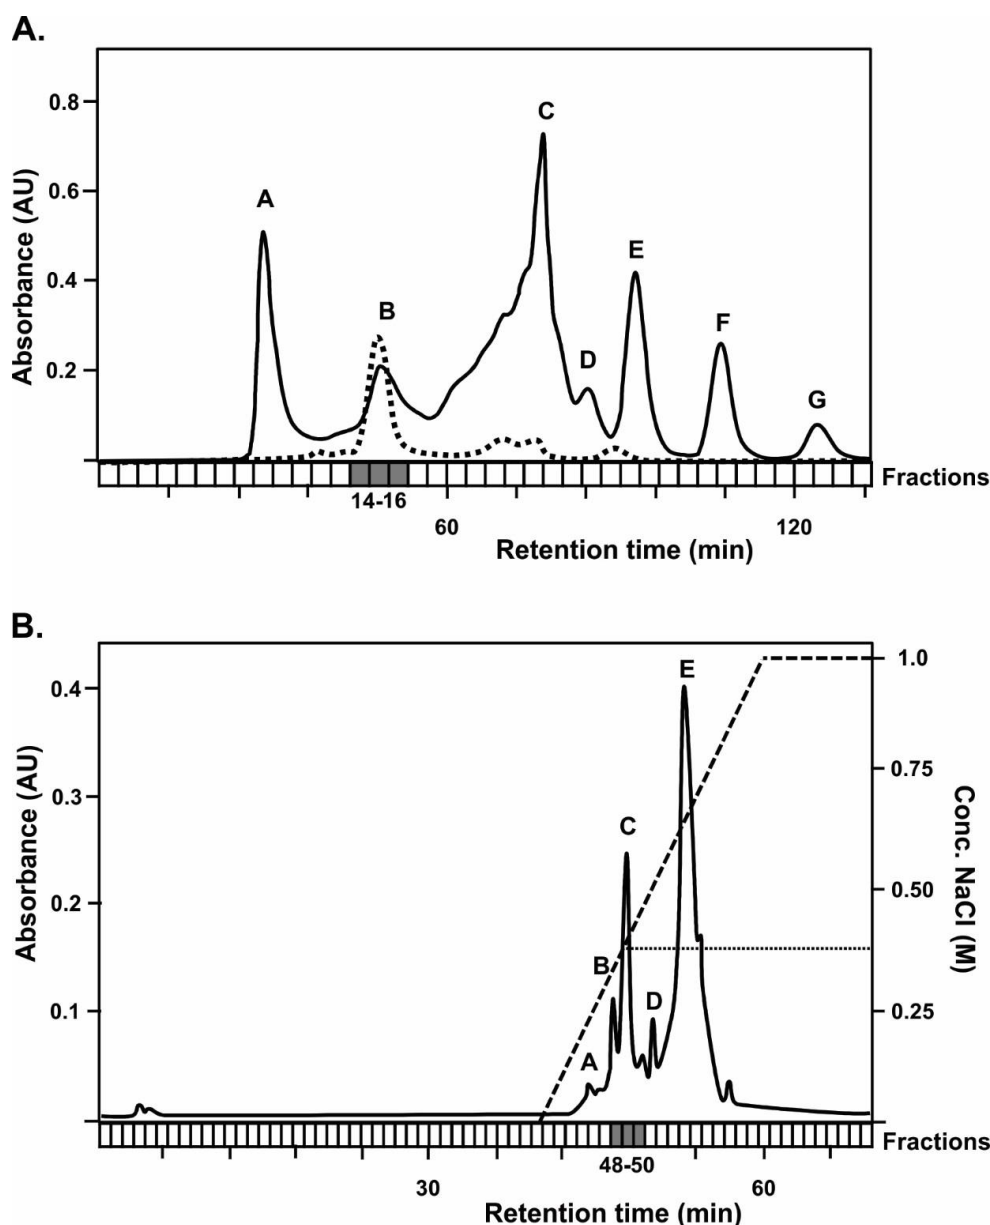 A.
Absorbance (AU)
0.8
0.6
0.4
0.2
A
B
C
D
E
F
G
Fractions
14-16
60
120
Retention time (min)
B.
Absorbance (AU)
0.4
0.3
0.2
0.1
A
B
C
D
E
1.0
0.75
0.50
0.25
Conc. NaCl (M)
Fractions
48-50
30
60
Retention time (min)